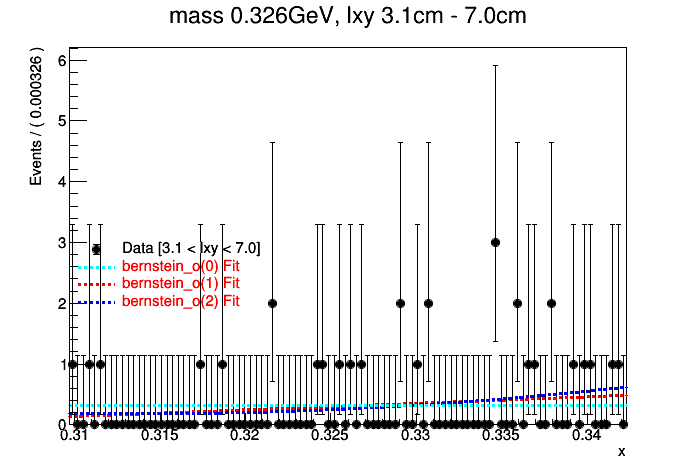 mass 0.326GeV, lxy 3.1cm - 7.0cm
Events / ( 0.000326 )
6
5
4
3
2
1
0
Data [3.1 < lxy < 7.0]
bernstein_o(0) Fit
bernstein_o(1) Fit
bernstein_o(2) Fit
0.31 0.315 0.32 0.325 0.33 0.335 0.34
x